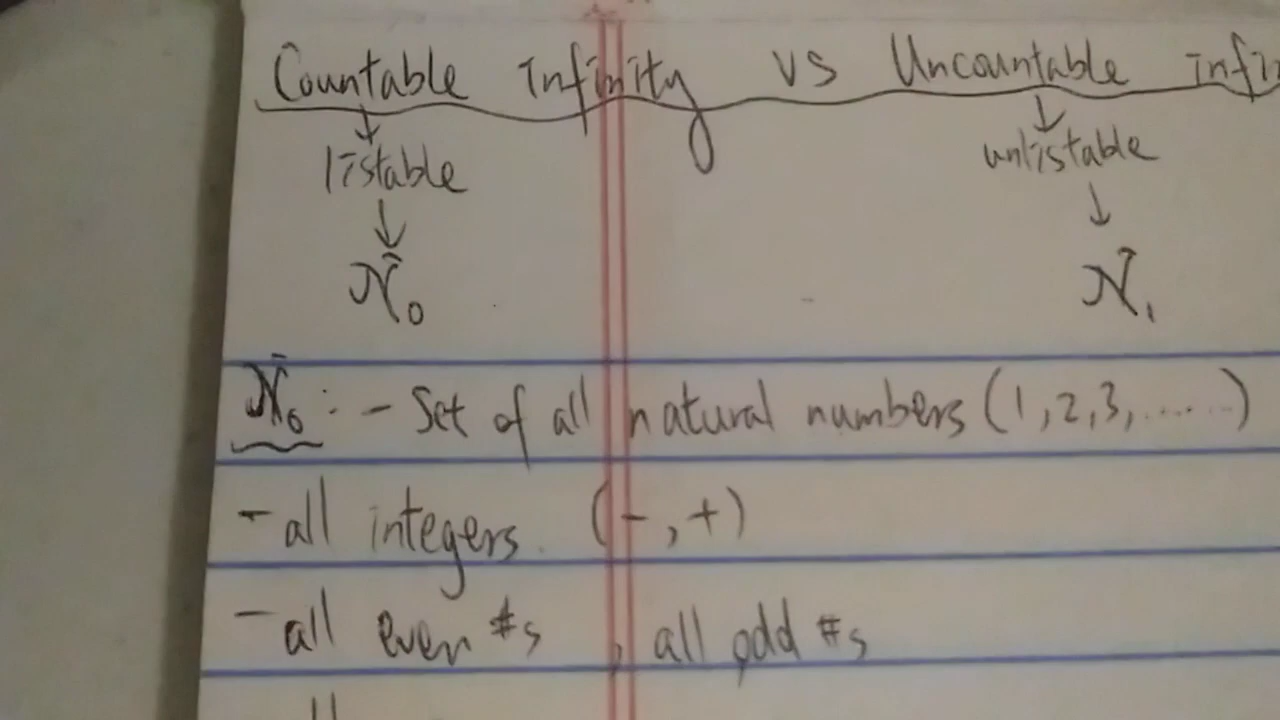 Countable Infinity vs Uncountable infi
listable unlistable
ℵ₀ ℵ₁
ℵ₀ : - Set of all natural numbers (1,2,3,......)
- all integers. (-,+)
- all even #s , all odd #s